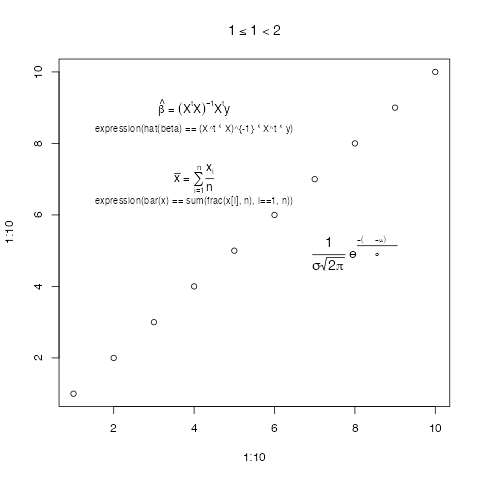 1 ≤ 1 < 2
β̂ = (XᵗX)⁻¹Xᵗy
expression(hat(beta) == (X^t * X)^{-1} * X^t * y)
x̄ = ∑ᵢ₌₁ⁿ xᵢ/n
expression(bar(x) == sum(frac(x[i], n), i==1, n))
1/(σ√2π)
10
8
6
4
2
1:10
2 4 6 8 10
1:10